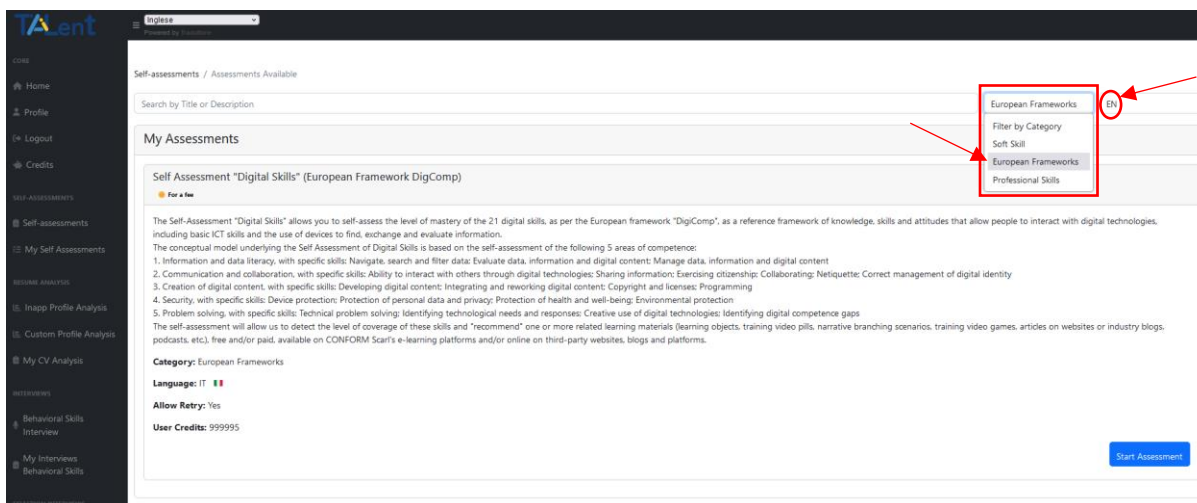 TALent
Inglese
Powered by Translate
CORE
Home
Profile
Logout
Credits
SELF-ASSESSMENTS
Self-assessments
My Self Assessments
RESUME ANALYSIS
Inapp Profile Analysis
Custom Profile Analysis
My CV Analysis
INTERVIEWS
Behavioral Skills
Interview
My Interviews
Behavioral Skills
Self-assessments / Assessments Available
Search by Title or Description
European Frameworks
EN
Filter by Category
Soft Skill
European Frameworks
Professional Skills
My Assessments
Self Assessment "Digital Skills" (European Framework DigComp)
For a fee
The Self-Assessment "Digital Skills" allows you to self-assess the level of mastery of the 21 digital skills, as per the European framework "DigiComp", as a reference framework of knowledge, skills and attitudes that allow people to interact with digital technologies,
including basic ICT skills and the use of devices to find, exchange and evaluate information.
The conceptual model underlying the Self Assessment of Digital Skills is based on the self-assessment of the following 5 areas of competence:
1. Information and data literacy, with specific skills: Navigate, search and filter data; Evaluate data, information and digital content; Manage data, information and digital content
2. Communication and collaboration, with specific skills: Ability to interact with others through digital technologies; Sharing information; Exercising citizenship; Collaborating; Netiquette; Correct management of digital identity
3. Creation of digital content, with specific skills: Developing digital content; Integrating and reworking digital content; Copyright and licenses; Programming
4. Security, with specific skills: Device protection; Protection of personal data and privacy; Protection of health and well-being; Environmental protection
5. Problem solving, with specific skills: Technical problem solving; Identifying technological needs and responses; Creative use of digital technologies; Identifying digital competence gaps
The self-assessment will allow us to detect the level of coverage of these skills and "recommend" one or more related learning materials (learning objects, training video pills, narrative branching scenarios, training video games, articles on websites or industry blogs,
podcasts, etc.), free and/or paid, available on CONFORM Scarl's e-learning platforms and/or online on third-party websites, blogs and platforms.
Category: European Frameworks
Language: IT
Allow Retry: Yes
User Credits: 999995
Start Assessment